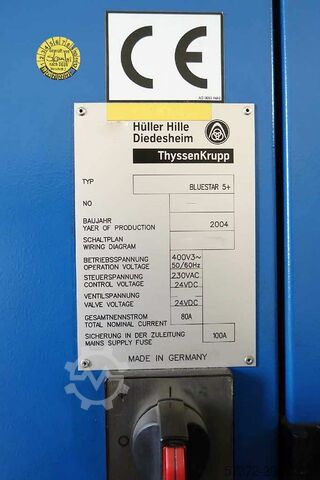 CE
Hüller Hille
Diedesheim
ThyssenKrupp
TYP BLUESTAR 5+
NO
BAUJAHR
YAER OF PRODUCTION 2004
SCHALTPLAN
WIRING DIAGRAM
BETRIEBSSPANNUNG 400V3~
OPERATION VOLTAGE 50/60Hz
STEUERSPANNUNG 230VAC
CONTROL VOLTAGE 24VDC
VENTILSPANNUNG
VALVE VOLTAGE 24VDC
GESAMTNENNSTROM 80A
TOTAL NOMINAL CURRENT
SICHERUNG IN DER ZULEITUNG 100A
MAINS SUPPLY FUSE
MADE IN GERMANY